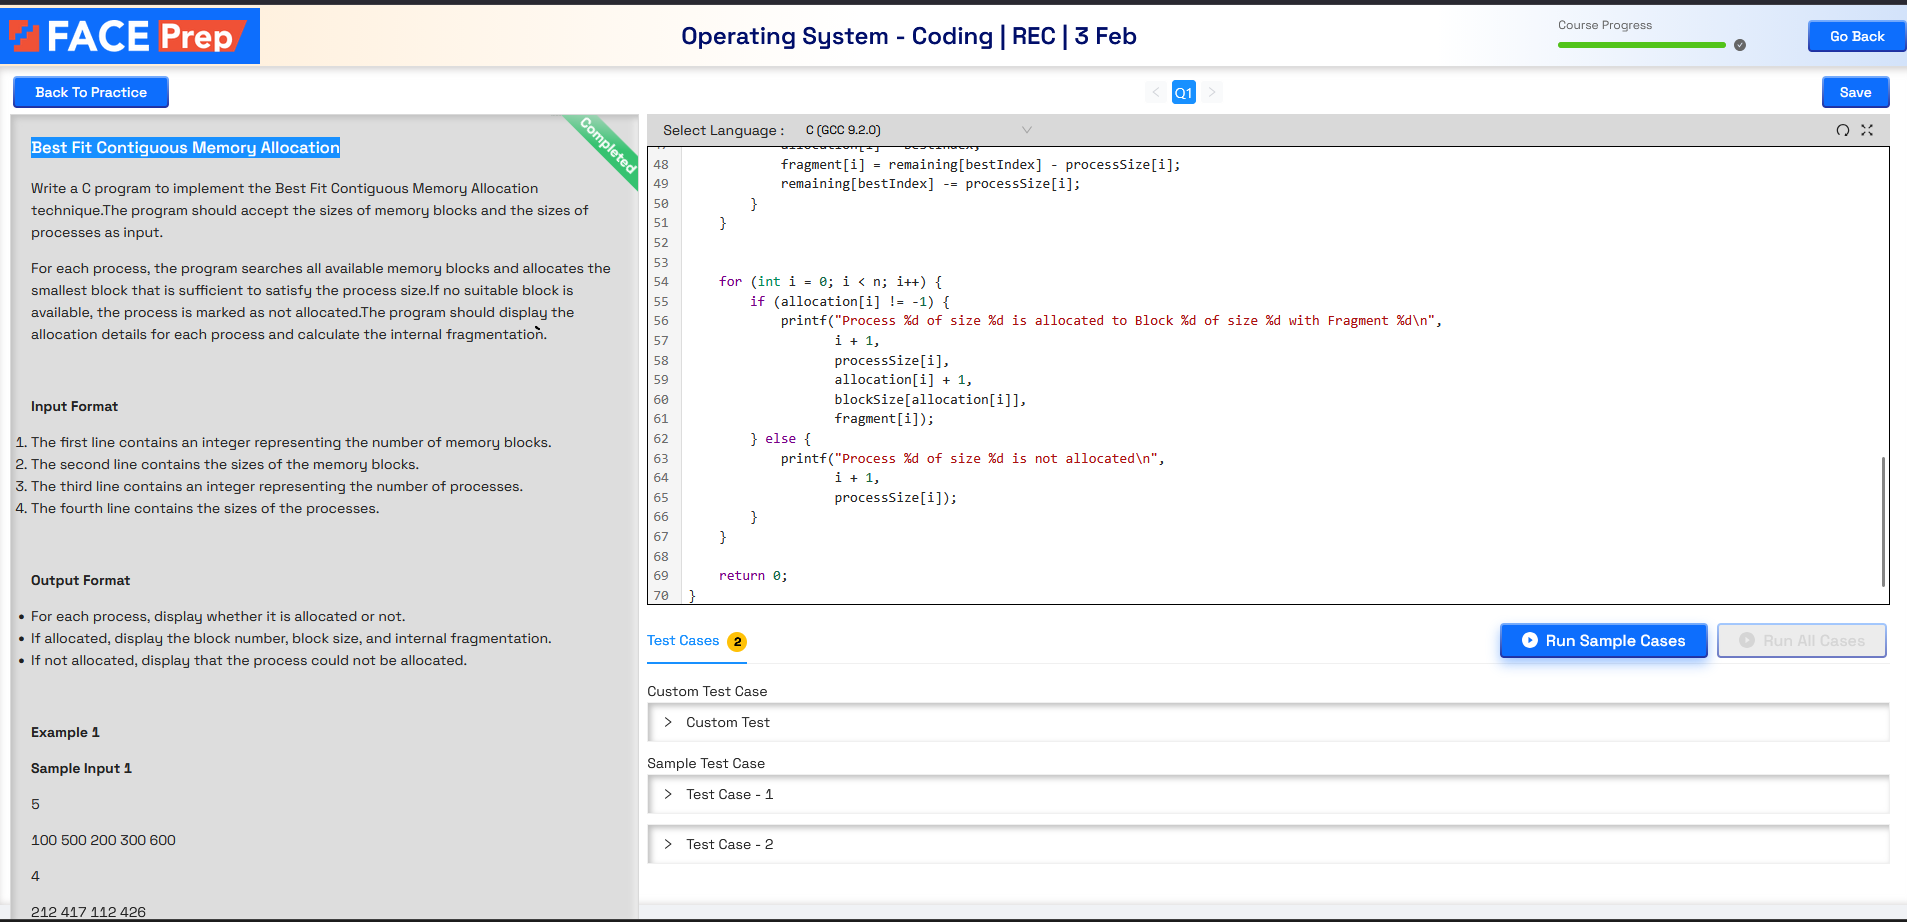 FACE Prep
Operating System - Coding | REC | 3 Feb
Course Progress
Go Back
Back To Practice
< Q1 >
Save
Completed
Best Fit Contiguous Memory Allocation
Write a C program to implement the Best Fit Contiguous Memory Allocation
technique.The program should accept the sizes of memory blocks and the sizes of
processes as input.
For each process, the program searches all available memory blocks and allocates the
smallest block that is sufficient to satisfy the process size.If no suitable block is
available, the process is marked as not allocated.The program should display the
allocation details for each process and calculate the internal fragmentation.
Input Format
1. The first line contains an integer representing the number of memory blocks.
2. The second line contains the sizes of the memory blocks.
3. The third line contains an integer representing the number of processes.
4. The fourth line contains the sizes of the processes.
Output Format
• For each process, display whether it is allocated or not.
• If allocated, display the block number, block size, and internal fragmentation.
• If not allocated, display that the process could not be allocated.
Example 1
Sample Input 1
5
100 500 200 300 600
4
212 417 112 426
Select Language : C (GCC 9.2.0)
47 allocation[i] = bestIndex;
48 fragment[i] = remaining[bestIndex] - processSize[i];
49 remaining[bestIndex] -= processSize[i];
50 }
51 }
52
53
54 for (int i = 0; i < n; i++) {
55 if (allocation[i] != -1) {
56 printf("Process %d of size %d is allocated to Block %d of size %d with Fragment %d\n",
57 i + 1,
58 processSize[i],
59 allocation[i] + 1,
60 blockSize[allocation[i]],
61 fragment[i]);
62 } else {
63 printf("Process %d of size %d is not allocated\n",
64 i + 1,
65 processSize[i]);
66 }
67 }
68
69 return 0;
70 }
Test Cases 2
Run Sample Cases
Run All Cases
Custom Test Case
> Custom Test
Sample Test Case
> Test Case - 1
> Test Case - 2